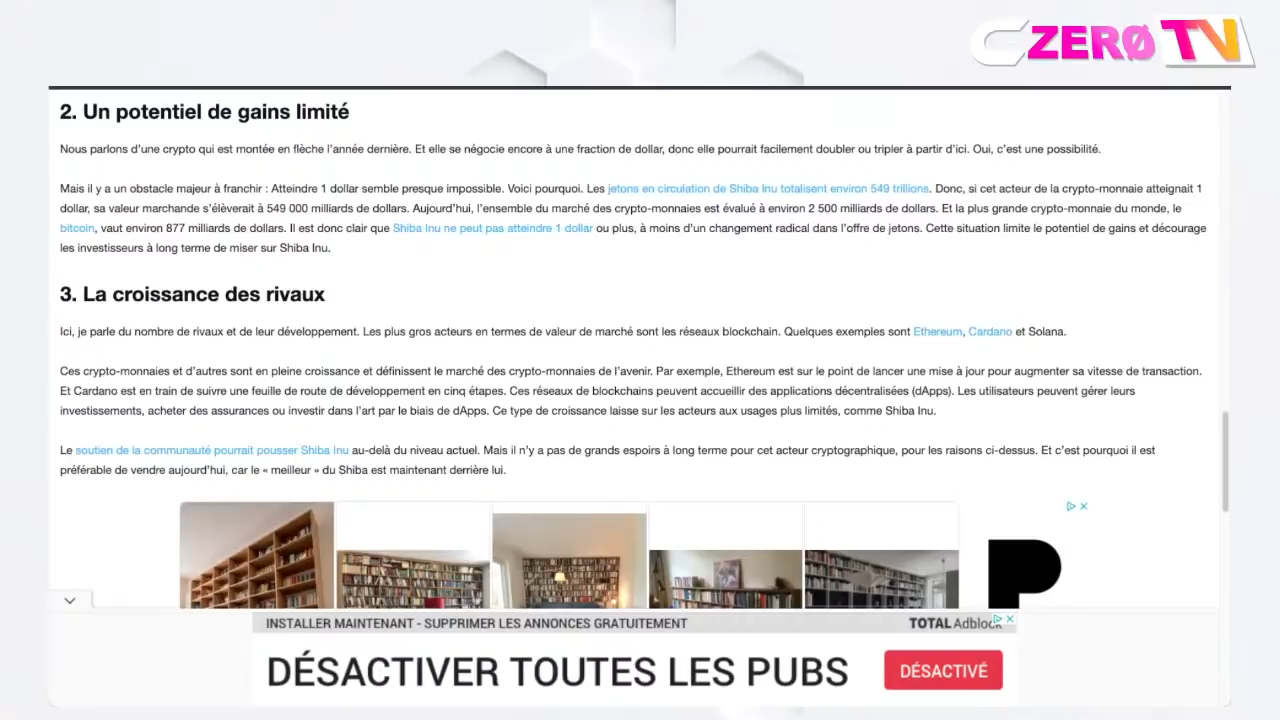 CZERØ TV
2. Un potentiel de gains limité
Nous parlons d'une crypto qui est montée en flèche l'année dernière. Et elle se négocie encore à une fraction de dollar, donc elle pourrait facilement doubler ou tripler à partir d'ici. Oui, c'est une possibilité.
Mais il y a un obstacle majeur à franchir : Atteindre 1 dollar semble presque impossible. Voici pourquoi. Les jetons en circulation de Shiba Inu totalisent environ 549 trillions. Donc, si cet acteur de la crypto-monnaie atteignait 1
dollar, sa valeur marchande s'élèverait à 549 000 milliards de dollars. Aujourd'hui, l'ensemble du marché des crypto-monnaies est évalué à environ 2 500 milliards de dollars. Et la plus grande crypto-monnaie du monde, le
bitcoin, vaut environ 877 milliards de dollars. Il est donc clair que Shiba Inu ne peut pas atteindre 1 dollar ou plus, à moins d'un changement radical dans l'offre de jetons. Cette situation limite le potentiel de gains et décourage
les investisseurs à long terme de miser sur Shiba Inu.
3. La croissance des rivaux
Ici, je parle du nombre de rivaux et de leur développement. Les plus gros acteurs en termes de valeur de marché sont les réseaux blockchain. Quelques exemples sont Ethereum, Cardano et Solana.
Ces crypto-monnaies et d'autres sont en pleine croissance et définissent le marché des crypto-monnaies de l'avenir. Par exemple, Ethereum est sur le point de lancer une mise à jour pour augmenter sa vitesse de transaction.
Et Cardano est en train de suivre une feuille de route de développement en cinq étapes. Ces réseaux de blockchains peuvent accueillir des applications décentralisées (dApps). Les utilisateurs peuvent gérer leurs
investissements, acheter des assurances ou investir dans l'art par le biais de dApps. Ce type de croissance laisse sur les acteurs aux usages plus limités, comme Shiba Inu.
Le soutien de la communauté pourrait pousser Shiba Inu au-delà du niveau actuel. Mais il n'y a pas de grands espoirs à long terme pour cet acteur cryptographique, pour les raisons ci-dessus. Et c'est pourquoi il est
préférable de vendre aujourd'hui, car le « meilleur » du Shiba est maintenant derrière lui.
P
INSTALLER MAINTENANT - SUPPRIMER LES ANNONCES GRATUITEMENT
TOTAL Adblock
DÉSACTIVER TOUTES LES PUBS
DÉSACTIVÉ